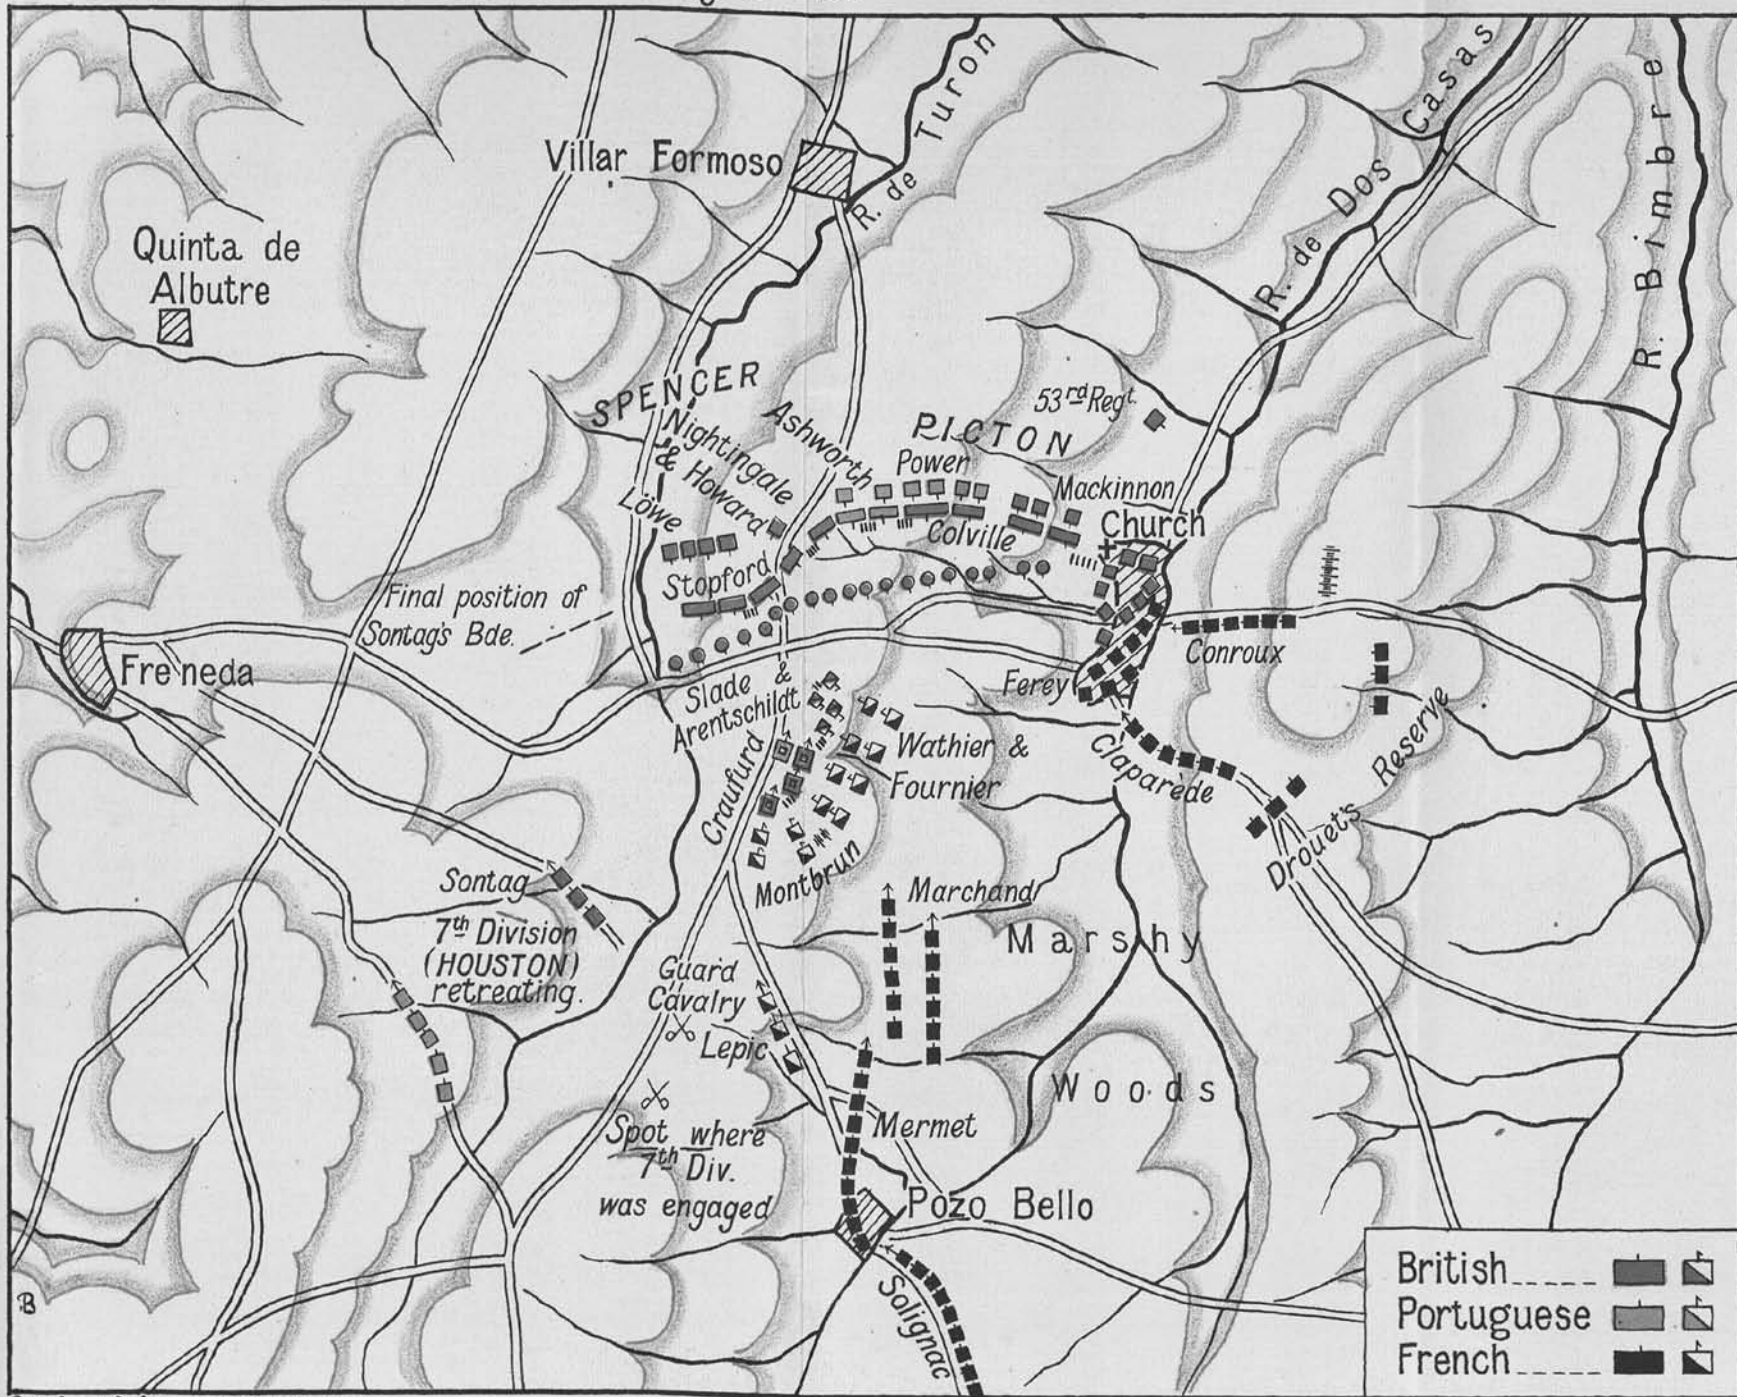 R. de Turon
R. de Dos Casas
R. Bimbre
Villar Formoso
Quinta de
Albutre
SPENCER
Nightingale
& Howard
Ashworth
PICTON
53rd Regt.
Power
Mackinnon
Löwe
Church
Colville
Stopford
Final position of
Sontag's Bde.
Freneda
Conroux
Ferey
Slade &
Arentschildt
Wathier &
Fournier
Claparède
Drouet's Reserve
Craufurd
Montbrun
Sontag
7th Division
(HOUSTON)
retreating.
Marchand
Marshy
Guard
Cavalry
Lepic
Woods
Spot where
7th Div.
was engaged
Mermet
Pozo Bello
Solignac
British
Portuguese
French
B